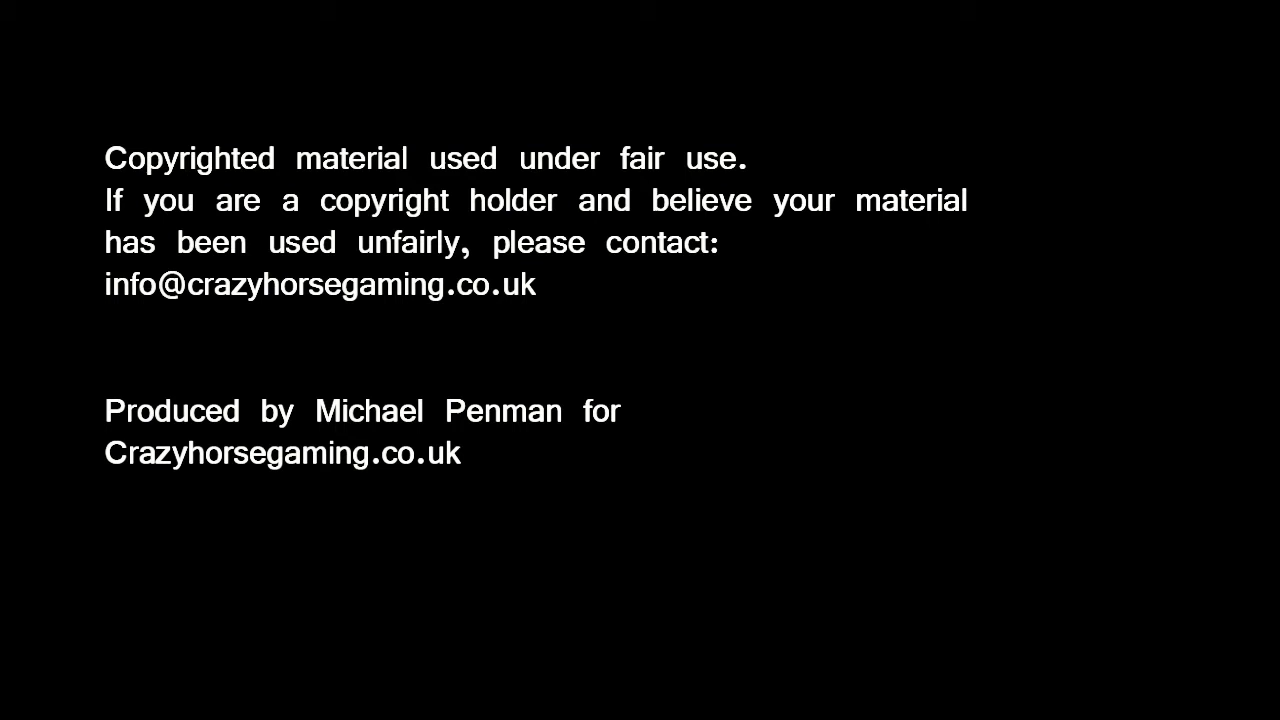 Copyrighted material used under fair use.
If you are a copyright holder and believe your material
has been used unfairly, please contact:
info@crazyhorsegaming.co.uk
Produced by Michael Penman for
Crazyhorsegaming.co.uk